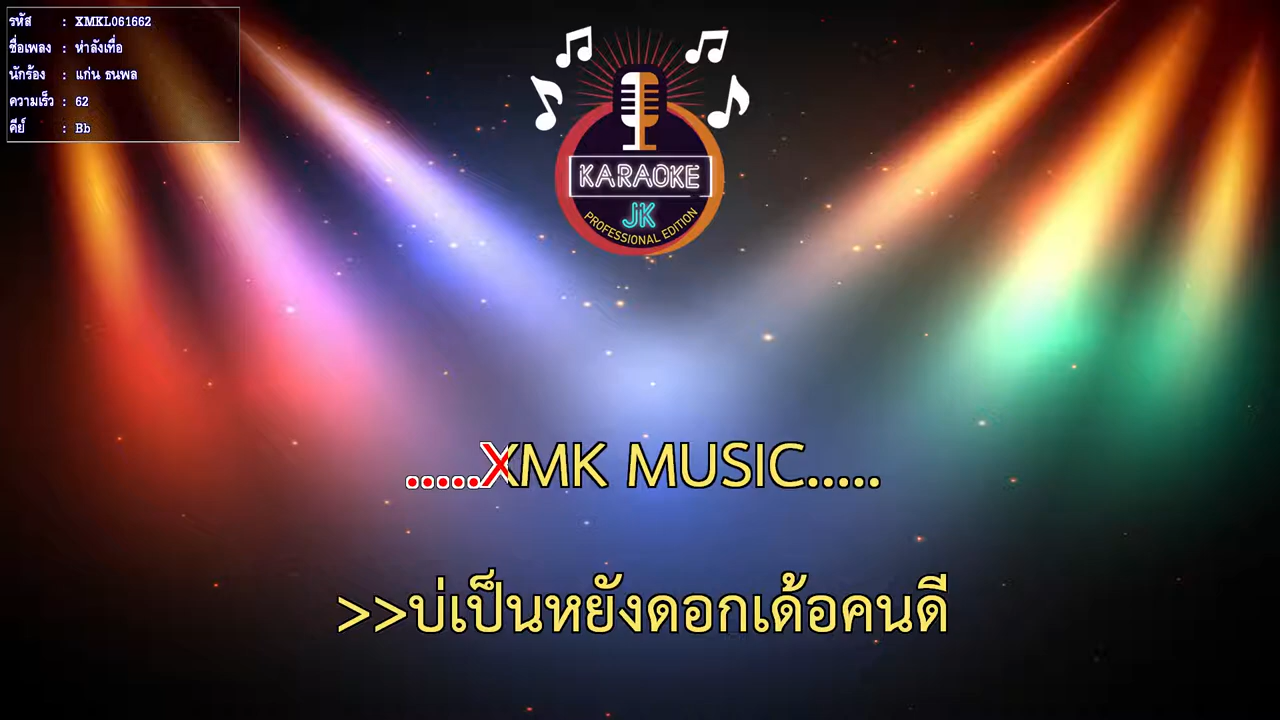 รหัส : XMKL061662
ชื่อเพลง : ห่าลังเทื่อ
นักร้อง : แก่น ธนพล
ความเร็ว : 62
คีย์ : Bb
KARAOKE
JK
PROFESSIONAL EDITION
.....XMK MUSIC.....
>>บ่เป็นหยังดอกเด้อคนดี